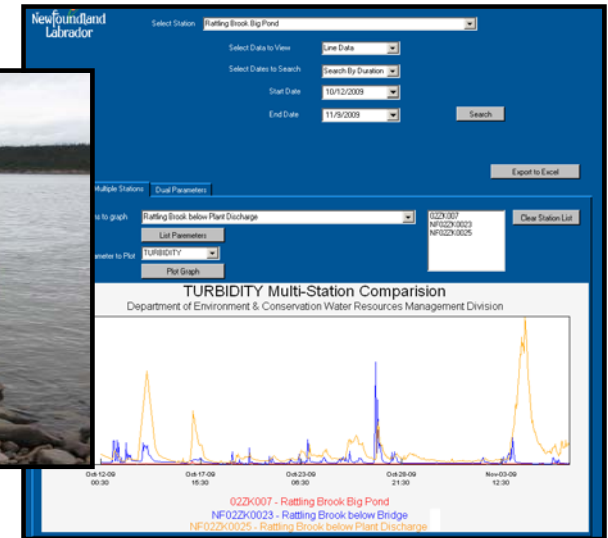 Newfoundland
Labrador
Select Station Rattling Brook Big Pond
Select Data to View Line Data
Select Dates to Search Search By Duration
Start Date 10/12/2009
End Date 11/9/2009 Search
Export to Excel
Multiple Stations Dual Parameters
to graph Rattling Brook below Plant Discharge 02ZK007 Clear Station List
NF02ZK0023
NF02ZK0025
List Parameters
to Plot TURBIDITY
Plot Graph
TURBIDITY Multi-Station Comparision
Department of Environment & Conservation Water Resources Management Division
Oct-12-09 Oct-17-09 Oct-23-09 Oct-28-09 Nov-03-09
00:30 15:30 06:30 21:30 12:30
02ZK007 - Rattling Brook Big Pond
NF02ZK0023 - Rattling Brook below Bridge
NF02ZK0025 - Rattling Brook below Plant Discharge